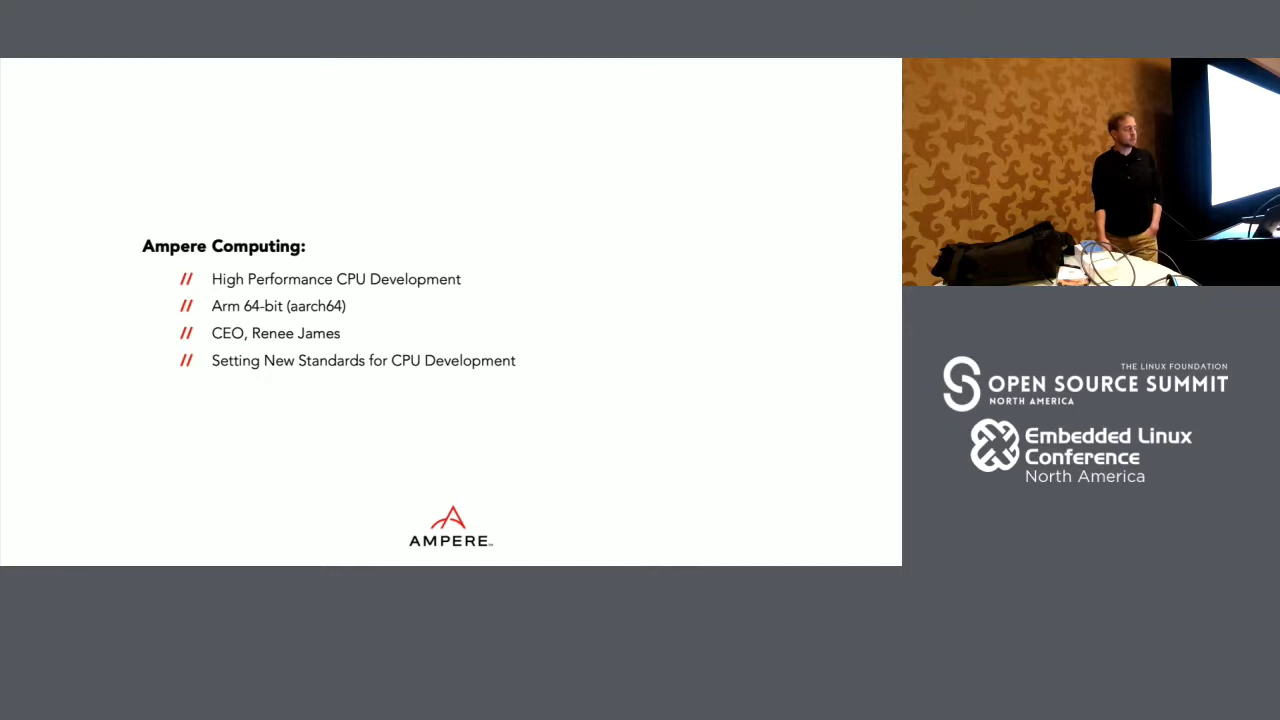 Ampere Computing:
// High Performance CPU Development
// Arm 64-bit (aarch64)
// CEO, Renee James
// Setting New Standards for CPU Development
AMPERE
THE LINUX FOUNDATION
OPEN SOURCE SUMMIT
NORTH AMERICA
Embedded Linux
Conference
North America